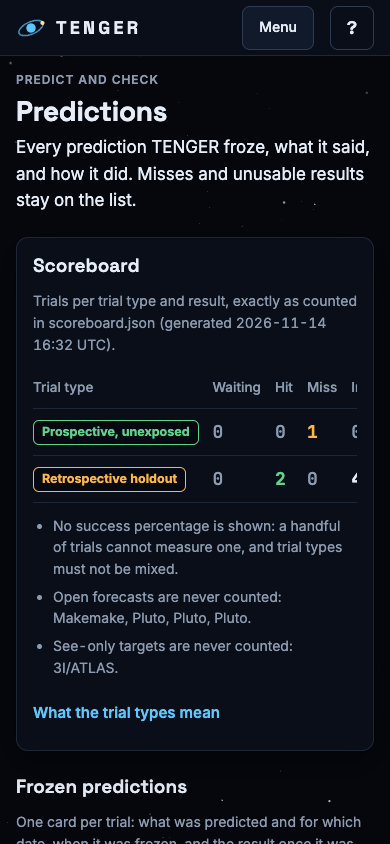 TENGER
Menu
?
PREDICT AND CHECK
Predictions
Every prediction TENGER froze, what it said,
and how it did. Misses and unusable results
stay on the list.
Scoreboard
Trials per trial type and result, exactly as counted
in scoreboard.json (generated 2026-11-14
16:32 UTC).
Trial type Waiting Hit Miss
Prospective, unexposed 0 0 1
Retrospective holdout 0 2 0
• No success percentage is shown: a handful
of trials cannot measure one, and trial types
must not be mixed.
• Open forecasts are never counted:
Makemake, Pluto, Pluto, Pluto.
• See-only targets are never counted:
3I/ATLAS.
What the trial types mean
Frozen predictions
One card per trial: what was predicted and for which
date, when it was frozen, and the result once it was